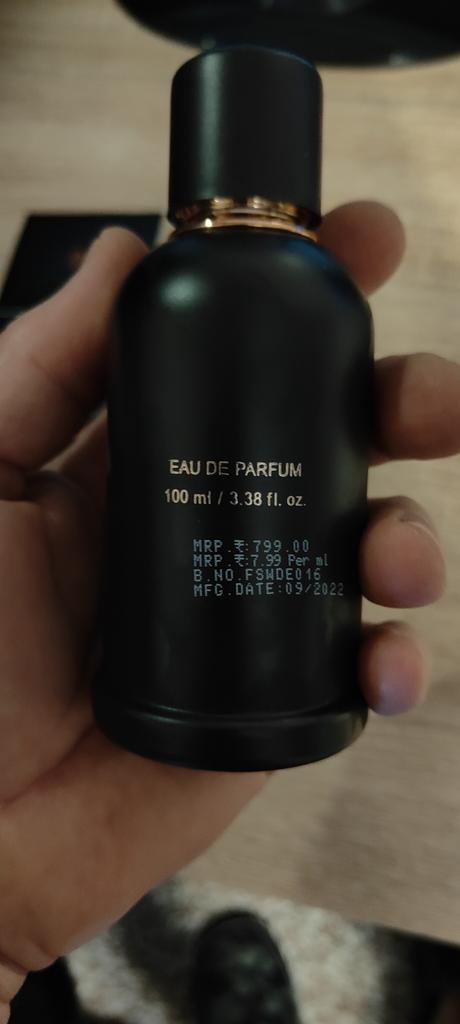 EAU DE PARFUM
100 ml / 3.38 fl. oz.
MRP.₹:799.00
MRP.₹:7.99 Per ml
B.NO.FSWDE016
MFG.DATE:09/2022